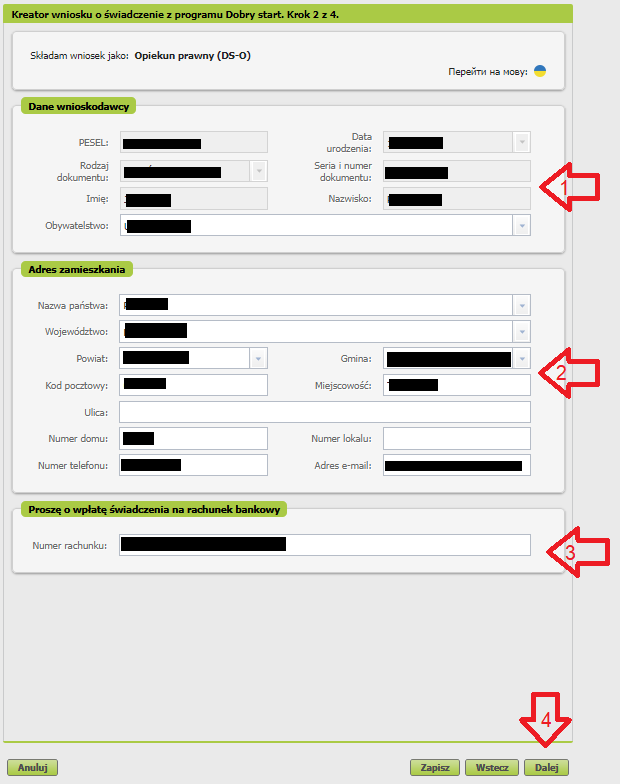 Kreator wniosku o świadczenie z programu Dobry start. Krok 2 z 4.
Składam wniosek jako: Opiekun prawny (DS-O)
Перейти на мову:
Dane wnioskodawcy
PESEL:
Data urodzenia:
Rodzaj dokumentu:
Seria i numer dokumentu:
1
Imię:
Nazwisko:
Obywatelstwo:
Adres zamieszkania
Nazwa państwa:
Województwo:
Powiat:
Gmina:
2
Kod pocztowy:
Miejscowość:
Ulica:
Numer domu:
Numer lokalu:
Numer telefonu:
Adres e-mail:
Proszę o wpłatę świadczenia na rachunek bankowy
Numer rachunku:
3
4
Anuluj
Zapisz
Wstecz
Dalej